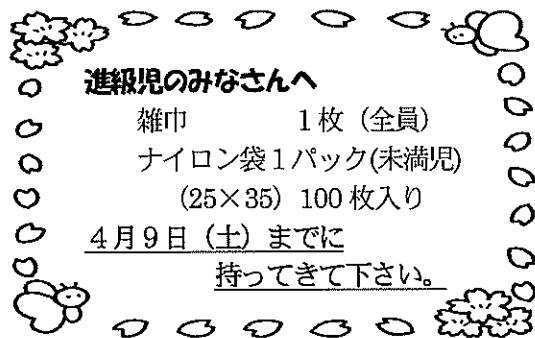 進級児のみなさんへ
雑巾　　　　1枚（全員）
ナイロン袋1パック(未満児)
（25×35）100枚入り
４月９日（土）までに
持ってきて下さい。